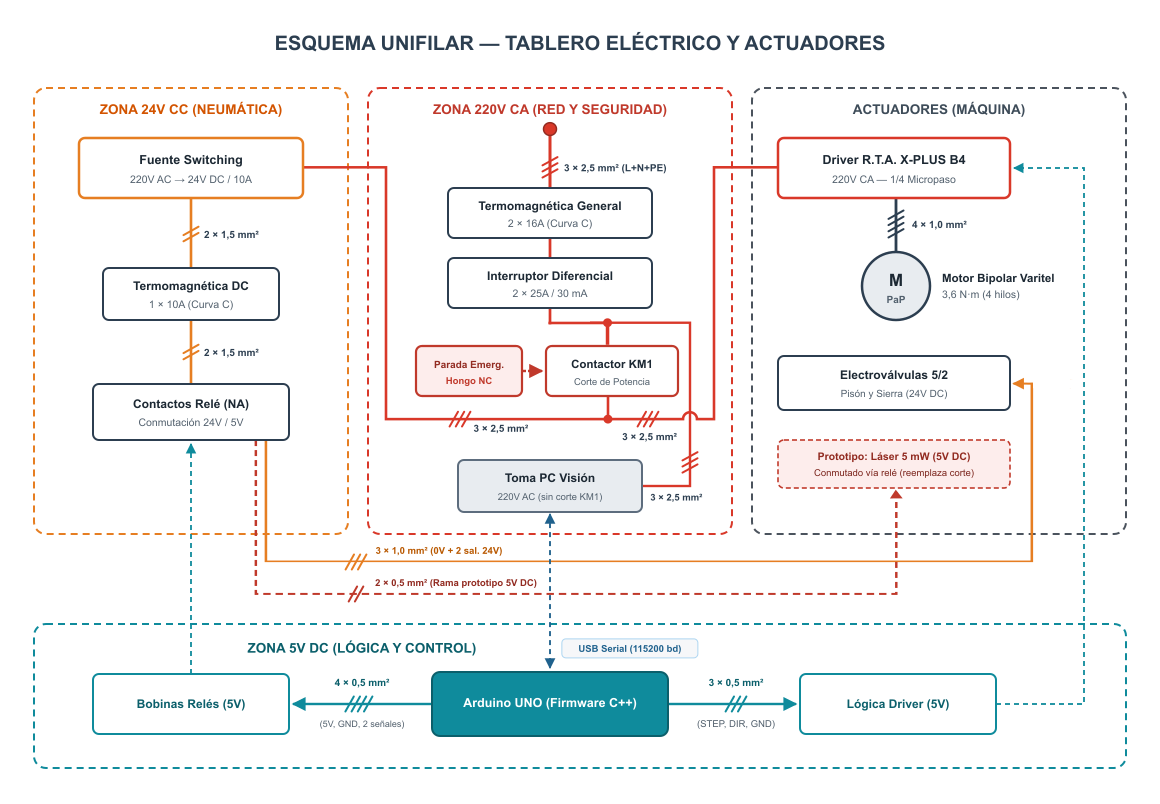 ESQUEMA UNIFILAR — TABLERO ELÉCTRICO Y ACTUADORES
ZONA 24V CC (NEUMÁTICA)
Fuente Switching
220V AC → 24V DC / 10A
2 × 1,5 mm²
Termomagnética DC
1 × 10A (Curva C)
2 × 1,5 mm²
Contactos Relé (NA)
Conmutación 24V / 5V
ZONA 220V CA (RED Y SEGURIDAD)
3 × 2,5 mm² (L+N+PE)
Termomagnética General
2 × 16A (Curva C)
Interruptor Diferencial
2 × 25A / 30 mA
Parada Emerg.
Hongo NC
Contactor KM1
Corte de Potencia
3 × 2,5 mm²
3 × 2,5 mm²
Toma PC Visión
220V AC (sin corte KM1)
3 × 2,5 mm²
ACTUADORES (MÁQUINA)
Driver R.T.A. X-PLUS B4
220V CA — 1/4 Micropaso
4 × 1,0 mm²
M
PaP
Motor Bipolar Varitel
3,6 N·m (4 hilos)
Electroválvulas 5/2
Pisón y Sierra (24V DC)
Prototipo: Láser 5 mW (5V DC)
Conmutado vía relé (reemplaza corte)
3 × 1,0 mm² (0V + 2 sal. 24V)
2 × 0,5 mm² (Rama prototipo 5V DC)
ZONA 5V DC (LÓGICA Y CONTROL)
USB Serial (115200 bd)
Bobinas Relés (5V)
4 × 0,5 mm²
(5V, GND, 2 señales)
Arduino UNO (Firmware C++)
3 × 0,5 mm²
(STEP, DIR, GND)
Lógica Driver (5V)